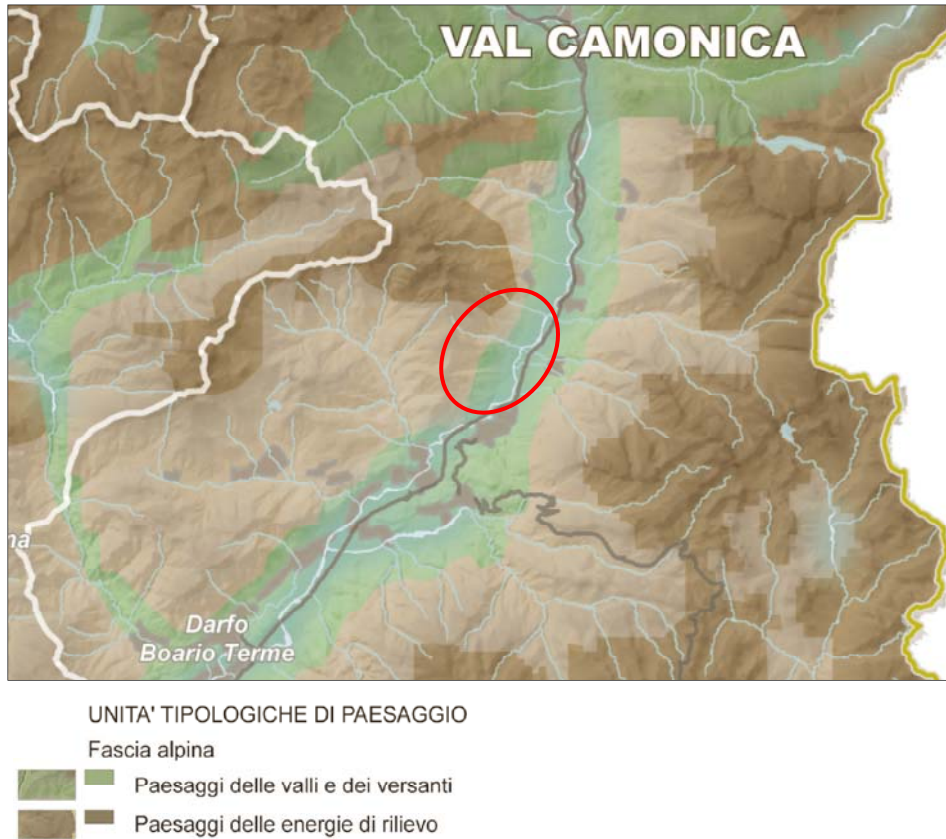 VAL CAMONICA
na
Darfo
Boario Terme
UNITA' TIPOLOGICHE DI PAESAGGIO
Fascia alpina
Paesaggi delle valli e dei versanti
Paesaggi delle energie di rilievo